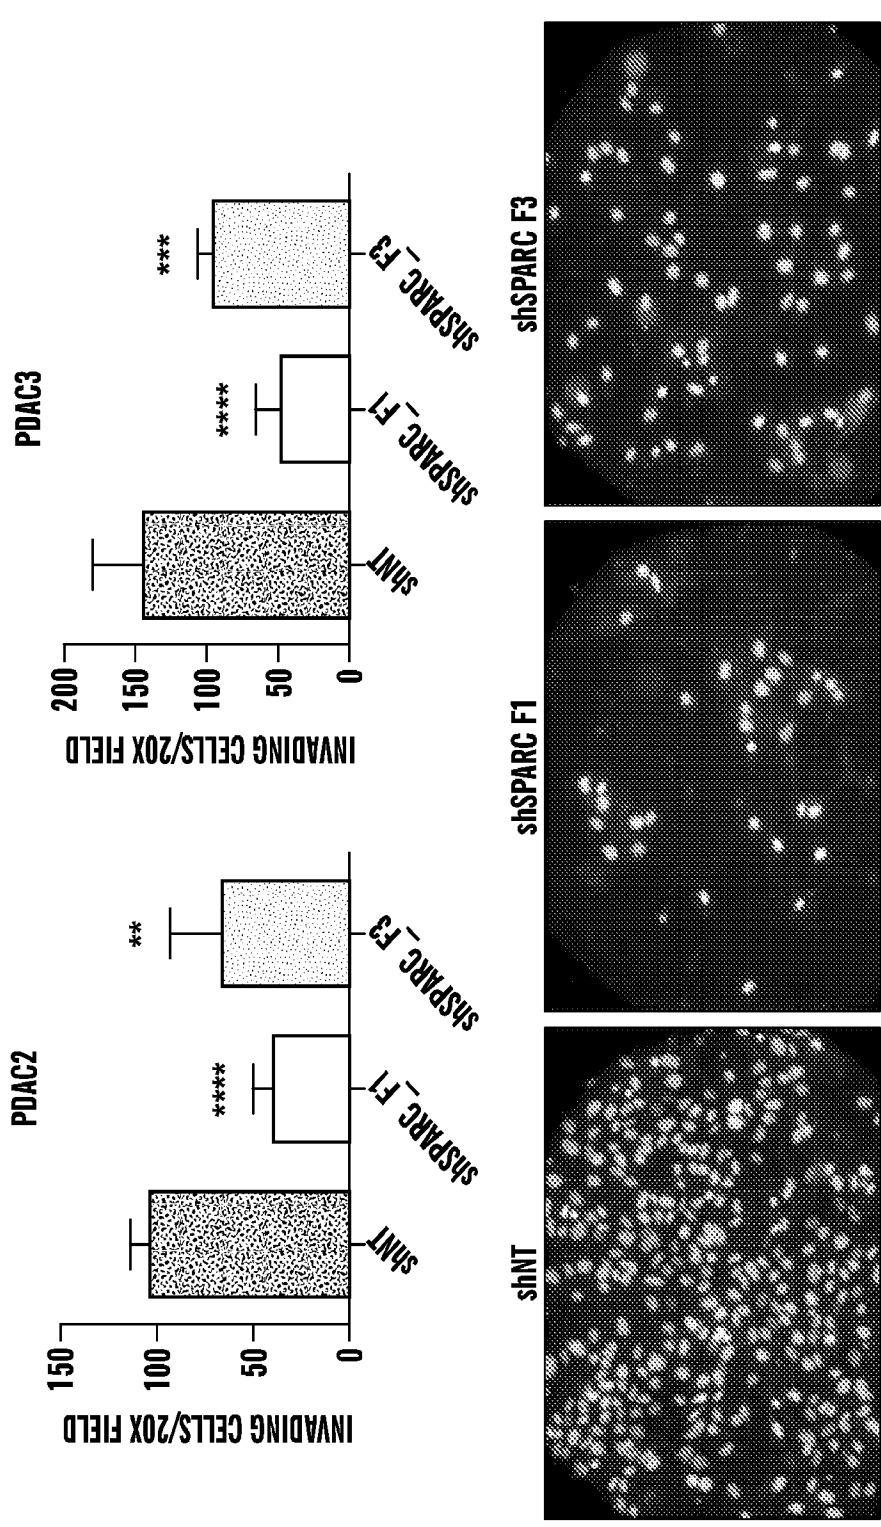 PDAC2
INVADING CELLS/20X FIELD
150
100
50
0
****
**
shNT
shSPARC_F1
shSPARC_F3
PDAC3
INVADING CELLS/20X FIELD
200
150
100
50
0
****
***
shNT
shSPARC_F1
shSPARC_F3
shNT
shSPARC F1
shSPARC F3